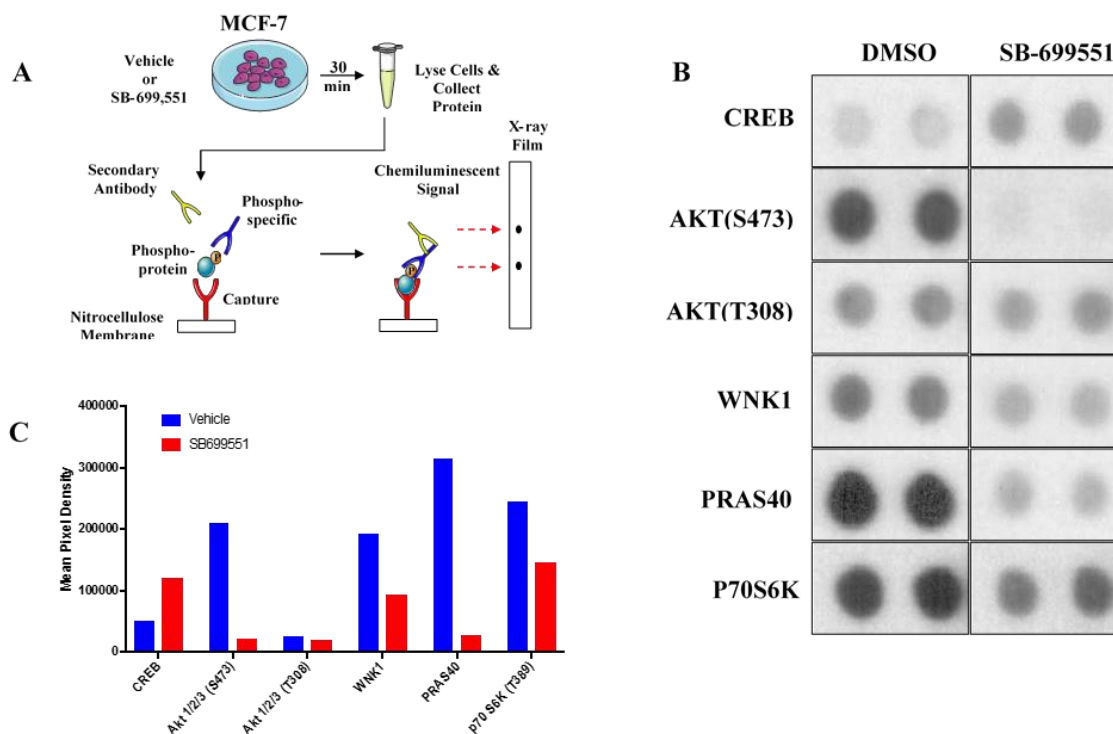 A
MCF-7
Vehicle
or
SB-699,551
30
min
Lyse Cells &
Collect
Protein
X-ray
Film
Secondary
Antibody
Chemiluminescent
Signal
Phospho-
specific
Phospho-
protein
P
P
Capture
Nitrocellulose
Membrane
B
DMSO
SB-699551
CREB
AKT(S473)
AKT(T308)
WNK1
PRAS40
P70S6K
C
Vehicle
SB699551
Mean Pixel Density
400000
300000
200000
100000
0
CREB
Akt 1/2/3 (S473)
Akt 1/2/3 (T308)
WNK1
PRAS40
p70 S6K (T389)